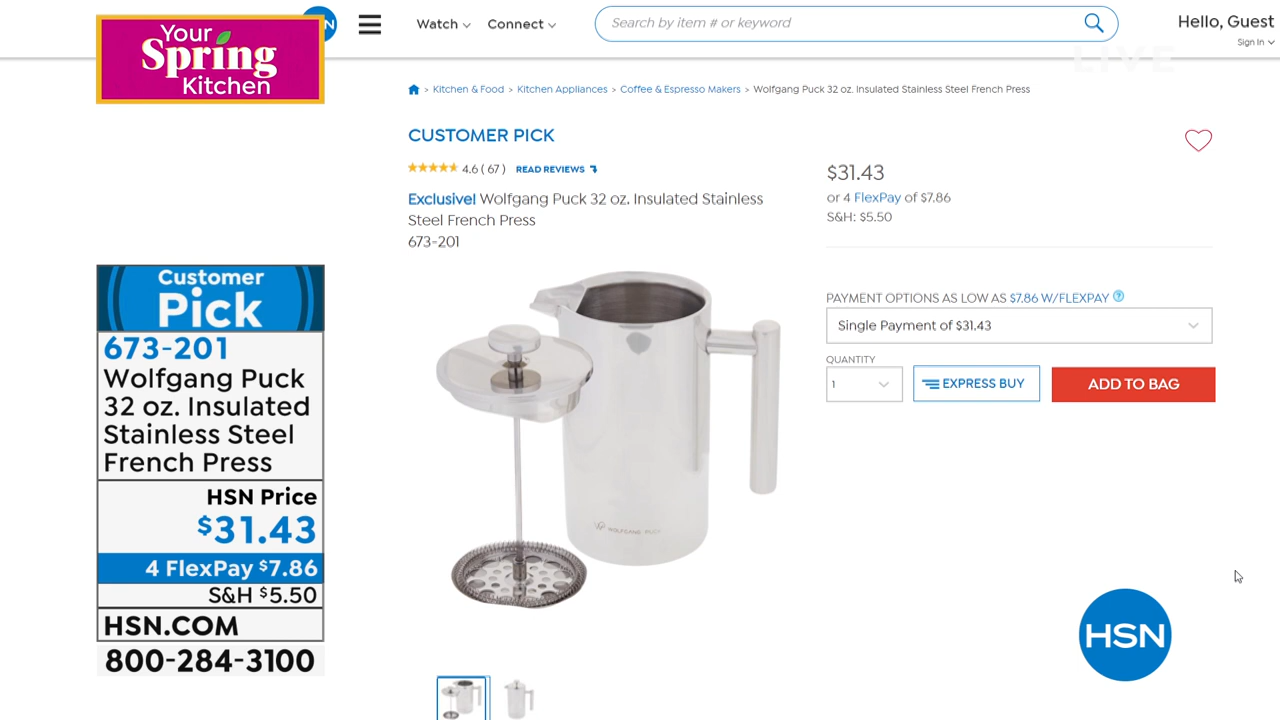 Your
Spring
Kitchen
N
Watch
Connect
Search by item # or keyword
Hello, Guest
Sign In
LIVE
> Kitchen & Food > Kitchen Appliances > Coffee & Espresso Makers > Wolfgang Puck 32 oz. Insulated Stainless Steel French Press
CUSTOMER PICK
4.6 ( 67 ) READ REVIEWS
Exclusive! Wolfgang Puck 32 oz. Insulated Stainless
Steel French Press
673-201
$31.43
or 4 FlexPay of $7.86
S&H: $5.50
PAYMENT OPTIONS AS LOW AS $7.86 W/FLEXPAY ?
Single Payment of $31.43
QUANTITY
1
EXPRESS BUY
ADD TO BAG
WOLFGANG PUCK
Customer
Pick
673-201
Wolfgang Puck
32 oz. Insulated
Stainless Steel
French Press
HSN Price
$31.43
4 FlexPay $7.86
S&H $5.50
HSN.COM
800-284-3100
HSN